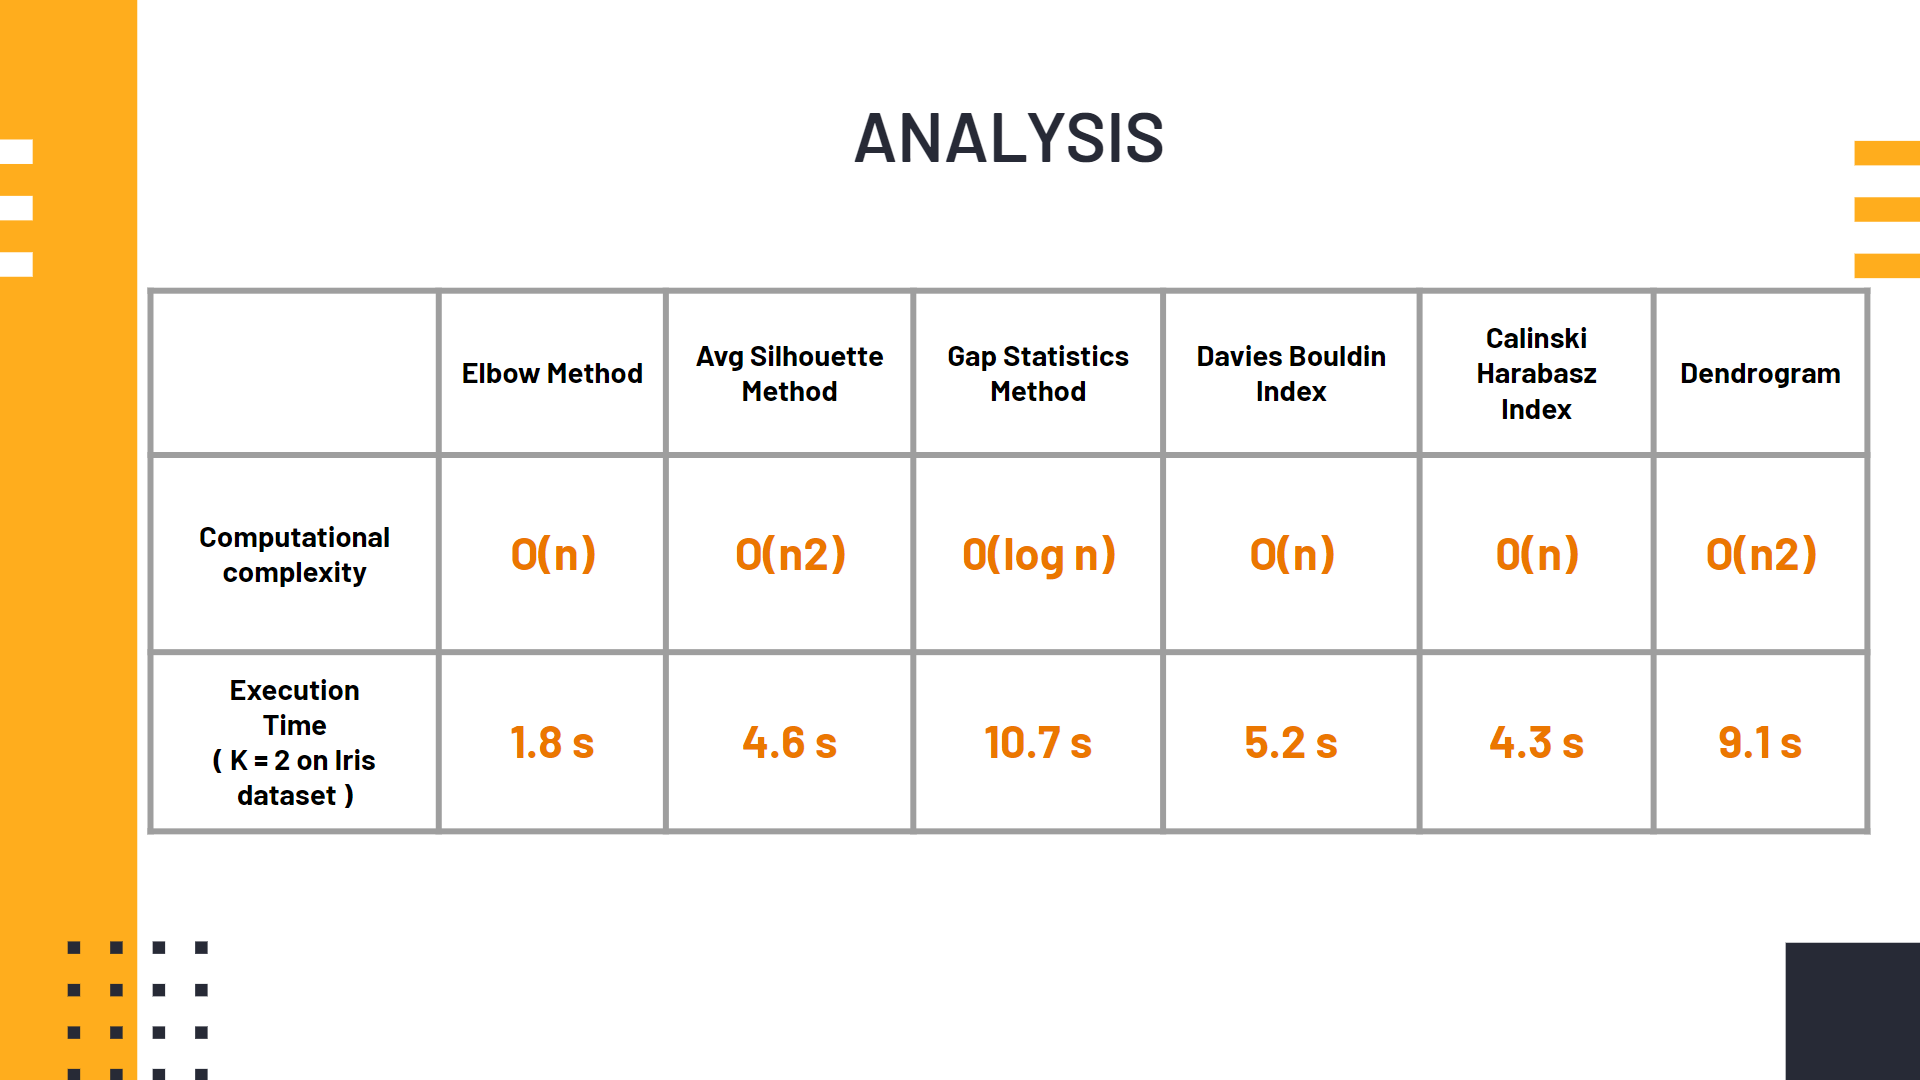 ANALYSIS
Elbow Method
Avg Silhouette
Method
Gap Statistics
Method
Davies Bouldin
Index
Calinski
Harabasz
Index
Dendrogram
Computational
complexity
O(n)
O(n2)
O(log n)
O(n)
O(n)
O(n2)
Execution
Time
( K = 2 on Iris
dataset )
1.8 s
4.6 s
10.7 s
5.2 s
4.3 s
9.1 s